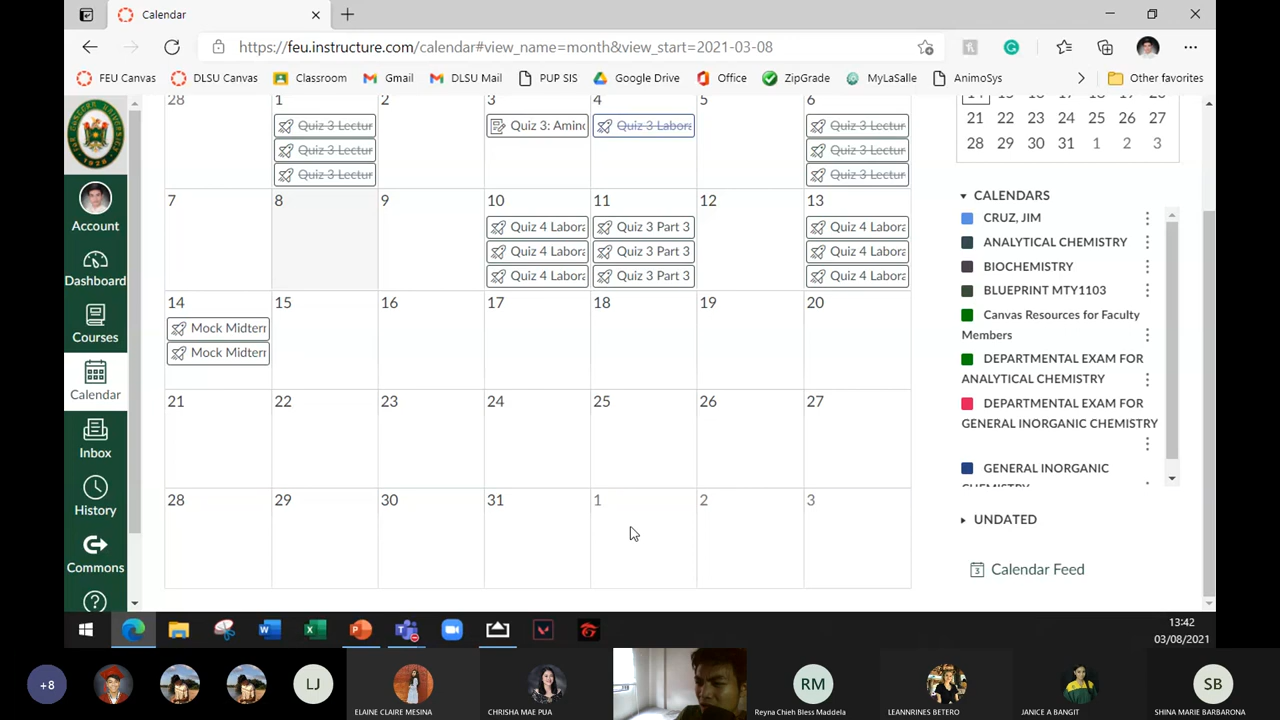 Calendar
https://feu.instructure.com/calendar#view_name=month&view_start=2021-03-08
FEU Canvas
DLSU Canvas
Classroom
Gmail
DLSU Mail
PUP SIS
Google Drive
Office
ZipGrade
MyLaSalle
AnimoSys
Other favorites
Account
Dashboard
Courses
Calendar
Inbox
History
Commons
28 1 2 3 4 5 6
Quiz 3 Lectur Quiz 3: Amino Quiz 3 Labora Quiz 3 Lectur
Quiz 3 Lectur Quiz 3 Lectur
Quiz 3 Lectur Quiz 3 Lectur
7 8 9 10 11 12 13
Quiz 4 Labora Quiz 3 Part 3 Quiz 4 Labora
Quiz 4 Labora Quiz 3 Part 3 Quiz 4 Labora
Quiz 4 Labora Quiz 3 Part 3 Quiz 4 Labora
14 15 16 17 18 19 20
Mock Midterr
Mock Midterr
21 22 23 24 25 26 27
28 29 30 31 1 2 3
21 22 23 24 25 26 27
28 29 30 31 1 2 3
CALENDARS
CRUZ, JIM
ANALYTICAL CHEMISTRY
BIOCHEMISTRY
BLUEPRINT MTY1103
Canvas Resources for Faculty
Members
DEPARTMENTAL EXAM FOR
ANALYTICAL CHEMISTRY
DEPARTMENTAL EXAM FOR
GENERAL INORGANIC CHEMISTRY
GENERAL INORGANIC
CHEMISTRY
UNDATED
Calendar Feed
13:42
03/08/2021
+8
LJ
ELAINE CLAIRE MESINA
CHRISHA MAE PUA
RM
Reyna Chieh Bless Maddela
LEANNRINES BETERO
JANICE A BANGIT
SB
SHINA MARIE BARBARONA